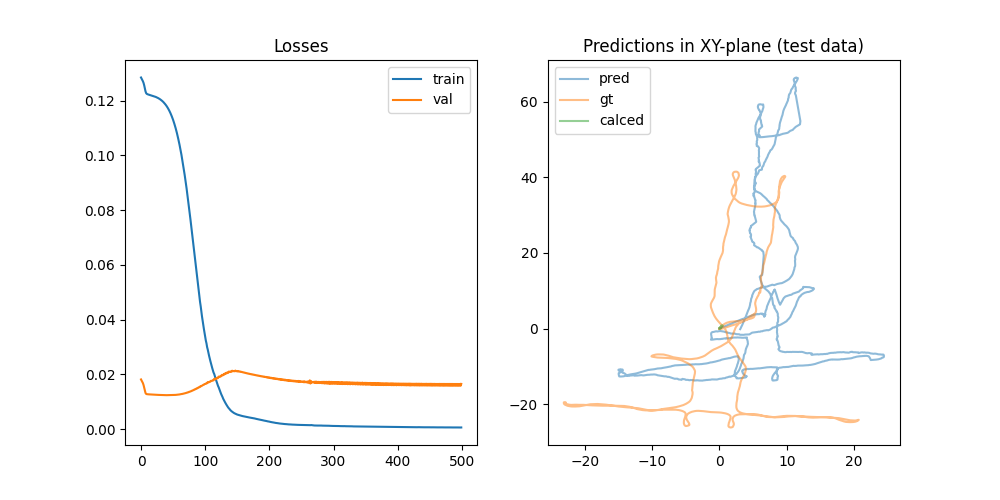 Losses
0.12
0.10
0.08
0.06
0.04
0.02
0.00
0 100 200 300 400 500
train
val
Predictions in XY-plane (test data)
60
40
20
0
−20
−20 −10 0 10 20
pred
gt
calced